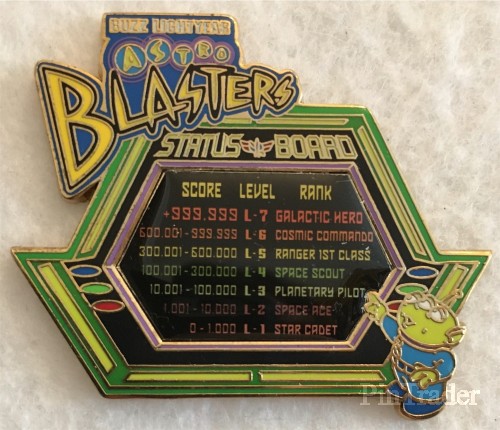 BUZZ LIGHTYEAR
ASTRO
BLASTERS
STATUS BOARD
SCORE LEVEL RANK
+999,999 L-7 GALACTIC HERO
600,001-999,999 L-6 COSMIC COMMANDO
300,001-600,000 L-5 RANGER 1ST CLASS
100,001-300,000 L-4 SPACE SCOUT
10,001-100,000 L-3 PLANETARY PILOT
1,001-10,000 L-2 SPACE ACE
0-1,000 L-1 STAR CADET
PinTrader